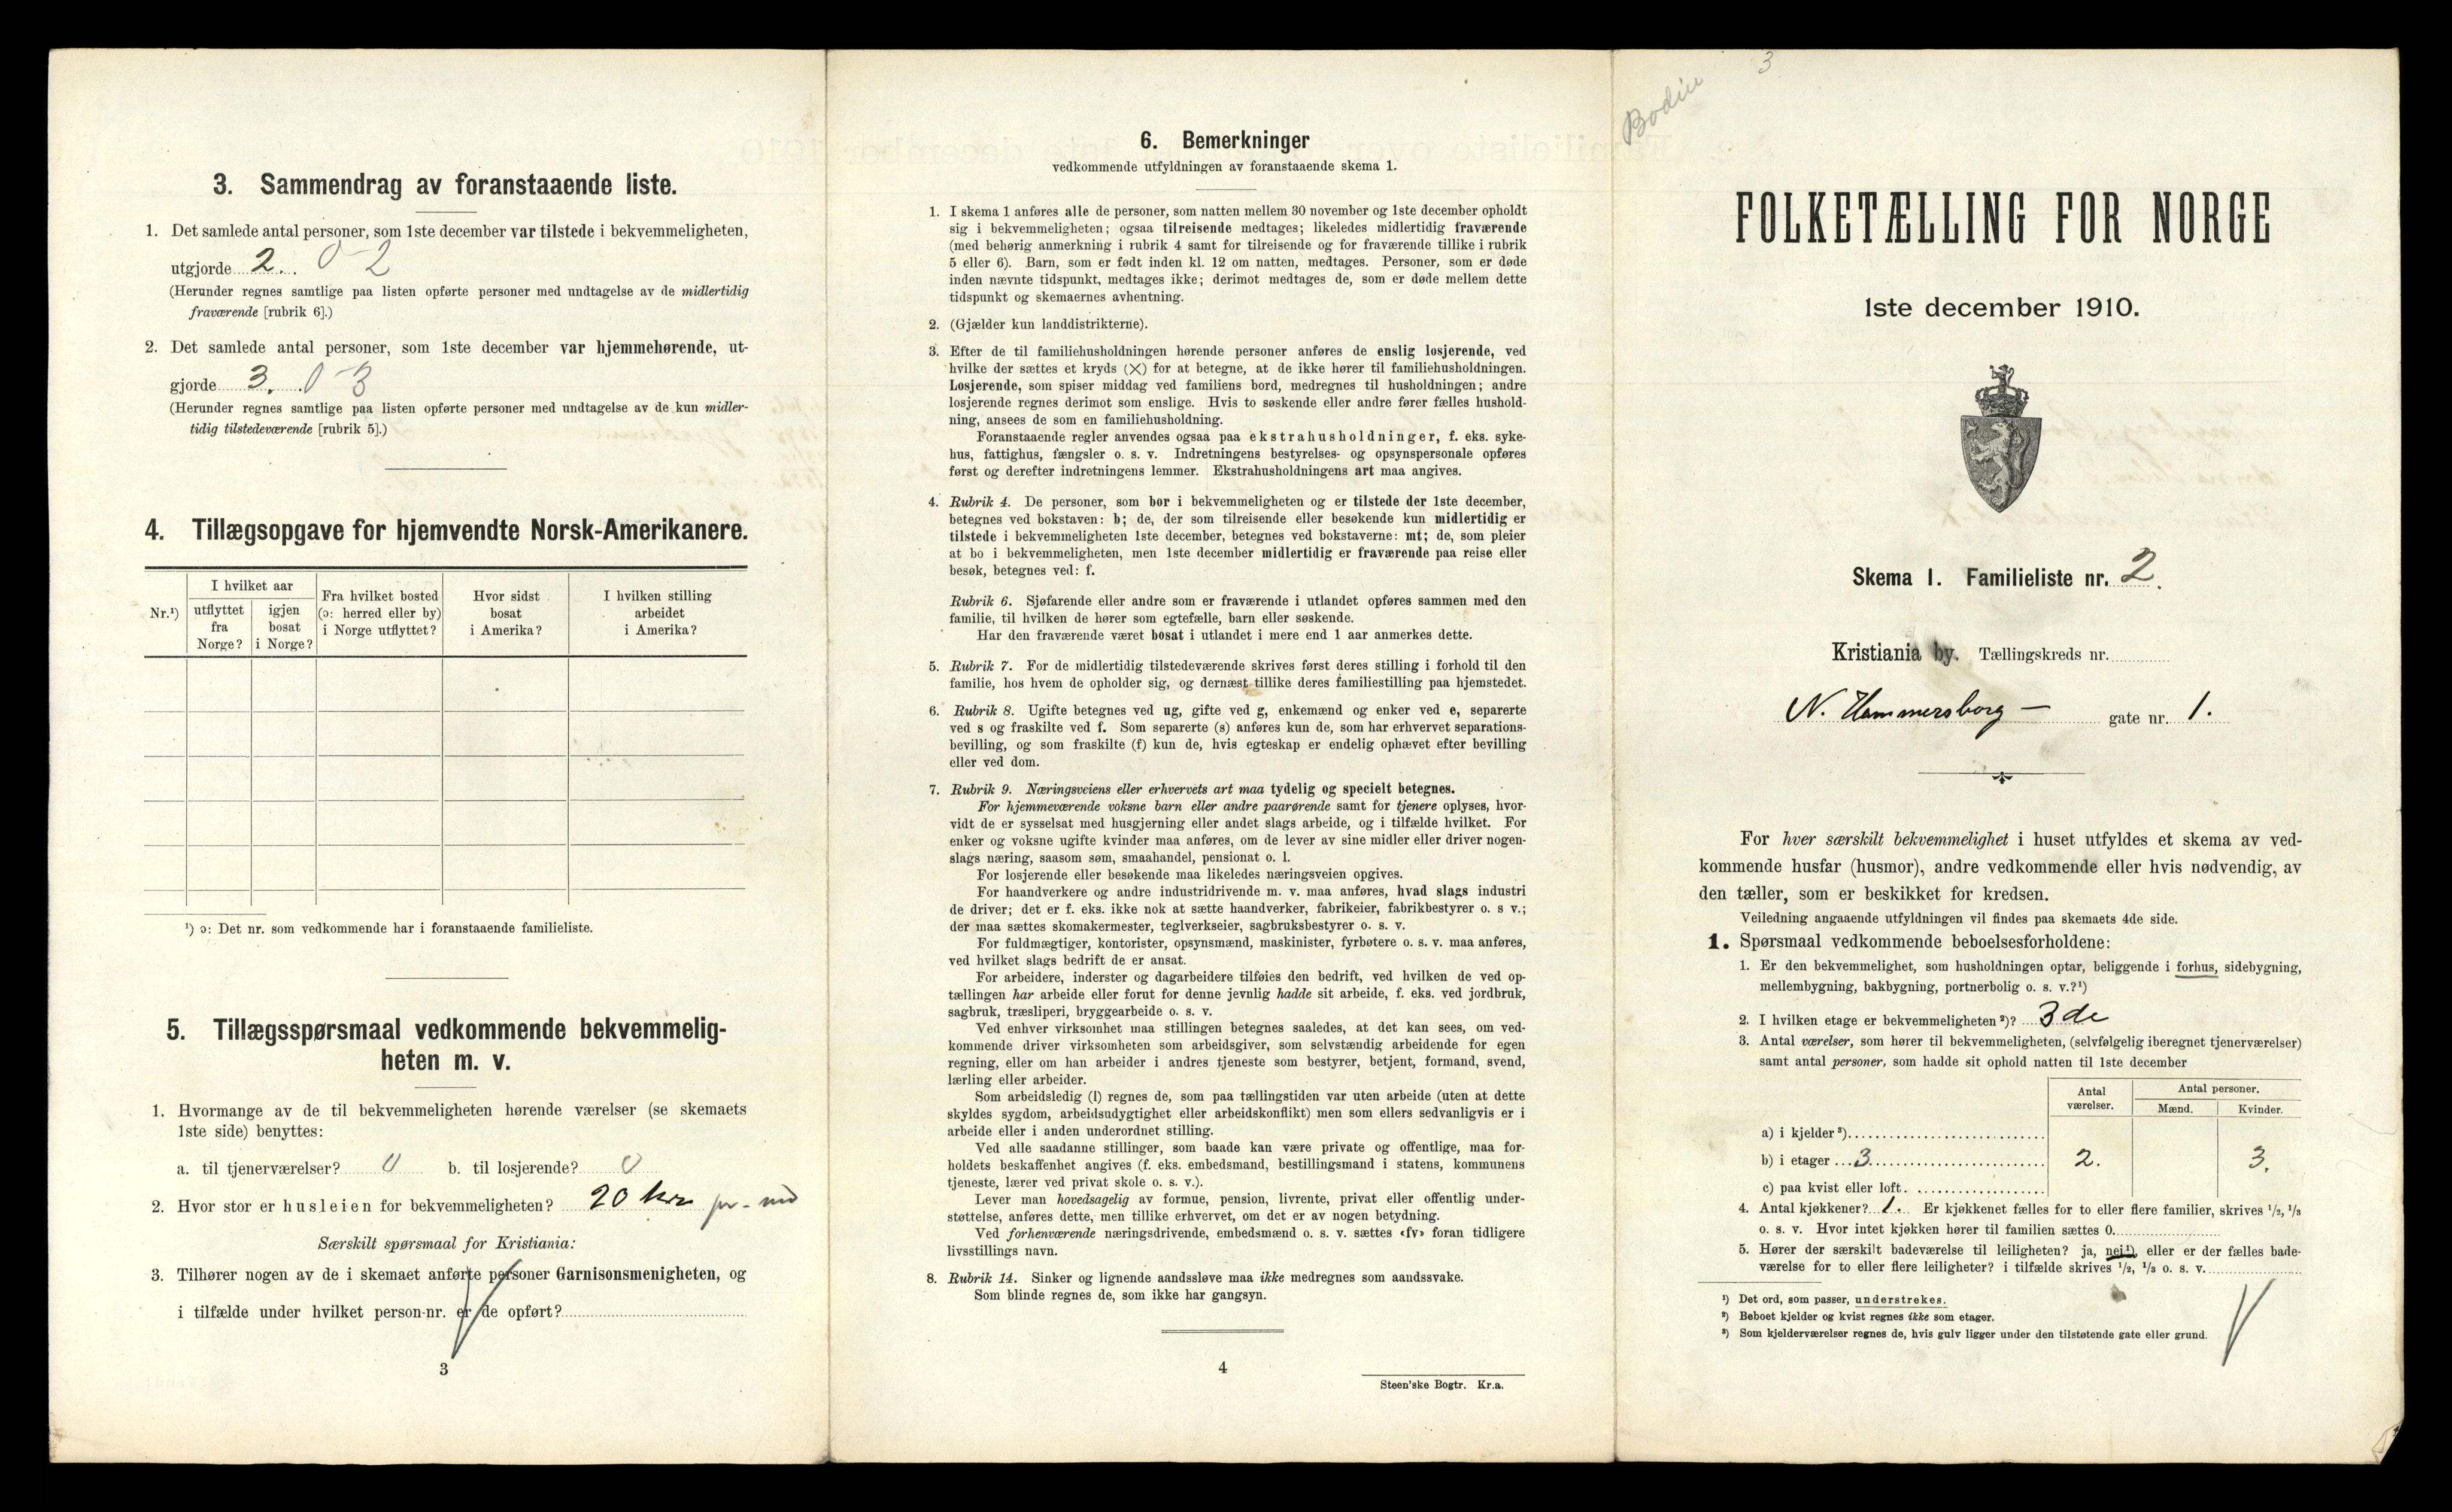 3. Sammendrag av foranstaaende liste.
1. Det samlede antal personer, som 1ste december var tilstede i bekvemmeligheten,
utgjorde 2. 0-2
(Herunder regnes samtlige paa listen opførte personer med undtagelse av de midlertidig
fraværende [rubrik 6].)
2. Det samlede antal personer, som 1ste december var hjemmehørende, ut-
gjorde 3. 0-3
(Herunder regnes samtlige paa listen opførte personer med undtagelse av de kun midler-
tidig tilstedeværende [rubrik 5].)
4. Tillægsopgave for hjemvendte Norsk-Amerikanere.
Nr.¹)
I hvilket aar
utflyttet
fra
Norge?
igjen
bosat
i Norge?
Fra hvilket bosted
(ɔ: herred eller by)
i Norge utflyttet?
Hvor sidst
bosat
i Amerika?
I hvilken stilling
arbeidet
i Amerika?
¹) ɔ: Det nr. som vedkommende har i foranstaaende familieliste.
5. Tillægsspørsmaal vedkommende bekvemmelig-
heten m. v.
1. Hvormange av de til bekvemmeligheten hørende værelser (se skemaets
1ste side) benyttes:
a. til tjenerværelser? 0 b. til losjerende? 0
2. Hvor stor er husleien for bekvemmeligheten? 20 kr pr. md
Særskilt spørsmaal for Kristiania:
3. Tilhører nogen av de i skemaet anførte personer Garnisonsmenigheten, og
i tilfælde under hvilket person-nr. er de opført?
3
6. Bemerkninger
vedkommende utfyldningen av foranstaaende skema 1.
1. I skema 1 anføres alle de personer, som natten mellem 30 november og 1ste december opholdt
sig i bekvemmeligheten; ogsaa tilreisende medtages; likeledes midlertidig fraværende
(med behørig anmerkning i rubrik 4 samt for tilreisende og for fraværende tillike i rubrik
5 eller 6). Barn, som er født inden kl. 12 om natten, medtages. Personer, som er døde
inden nævnte tidspunkt, medtages ikke; derimot medtages de, som er døde mellem dette
tidspunkt og skemaernes avhentning.
2. (Gjælder kun landdistrikterne).
3. Efter de til familiehusholdningen hørende personer anføres de enslig losjerende, ved
hvilke der sættes et kryds (×) for at betegne, at de ikke hører til familiehusholdningen.
Losjerende, som spiser middag ved familiens bord, medregnes til husholdningen; andre
losjerende regnes derimot som enslige. Hvis to søskende eller andre fører fælles hushold-
ning, ansees de som en familiehusholdning.
Foranstaaende regler anvendes ogsaa paa ekstrahusholdninger, f. eks. syke-
hus, fattighus, fængsler o. s. v. Indretningens bestyrelses- og opsynspersonale opføres
først og derefter indretningens lemmer. Ekstrahusholdningens art maa angives.
4. Rubrik 4. De personer, som bor i bekvemmeligheten og er tilstede der 1ste december,
betegnes ved bokstaven: b; de, der som tilreisende eller besøkende kun midlertidig er
tilstede i bekvemmeligheten 1ste december, betegnes ved bokstaverne: mt; de, som pleier
at bo i bekvemmeligheten, men 1ste december midlertidig er fraværende paa reise eller
besøk, betegnes ved: f.
Rubrik 6. Sjøfarende eller andre som er fraværende i utlandet opføres sammen med den
familie, til hvilken de hører som egtefælle, barn eller søskende.
Har den fraværende været bosat i utlandet i mere end 1 aar anmerkes dette.
5. Rubrik 7. For de midlertidig tilstedeværende skrives først deres stilling i forhold til den
familie, hos hvem de opholder sig, og dernæst tillike deres familiestilling paa hjemstedet.
6. Rubrik 8. Ugifte betegnes ved ug, gifte ved g, enkemænd og enker ved e, separerte
ved s og fraskilte ved f. Som separerte (s) anføres kun de, som har erhvervet separations-
bevilling, og som fraskilte (f) kun de, hvis egteskap er endelig ophævet efter bevilling
eller ved dom.
7. Rubrik 9. Næringsveiens eller erhvervets art maa tydelig og specielt betegnes.
For hjemmeværende voksne barn eller andre paarørende samt for tjenere oplyses, hvor-
vidt de er sysselsat med husgjerning eller andet slags arbeide, og i tilfælde hvilket. For
enker og voksne ugifte kvinder maa anføres, om de lever av sine midler eller driver nogen-
slags næring, saasom søm, smaahandel, pensionat o. l.
For losjerende eller besøkende maa likeledes næringsveien opgives.
For haandverkere og andre industridrivende m. v. maa anføres, hvad slags industri
de driver; det er f. eks. ikke nok at sætte haandverker, fabrikeier, fabrikbestyrer o. s v.;
der maa sættes skomakermester, teglverkseier, sagbruksbestyrer o. s. v.
For fuldmægtiger, kontorister, opsynsmænd, maskinister, fyrbøtere o. s. v. maa anføres,
ved hvilket slags bedrift de er ansat.
For arbeidere, inderster og dagarbeidere tilføies den bedrift, ved hvilken de ved op-
tællingen har arbeide eller forut for denne jevnlig hadde sit arbeide, f. eks. ved jordbruk,
sagbruk, træsliperi, bryggearbeide o. s. v.
Ved enhver virksomhet maa stillingen betegnes saaledes, at det kan sees, om ved-
kommende driver virksomheten som arbeidsgiver, som selvstændig arbeidende for egen
regning, eller om han arbeider i andres tjeneste som bestyrer, betjent, formand, svend,
lærling eller arbeider.
Som arbeidsledig (l) regnes de, som paa tællingstiden var uten arbeide (uten at dette
skyldes sygdom, arbeidsudygtighet eller arbeidskonflikt) men som ellers sedvanligvis er i
arbeide eller i anden underordnet stilling.
Ved alle saadanne stillinger, som baade kan være private og offentlige, maa for-
holdets beskaffenhet angives (f. eks. embedsmand, bestillingsmand i statens, kommunens
tjeneste, lærer ved privat skole o. s. v.).
Lever man hovedsagelig av formue, pension, livrente, privat eller offentlig under-
støttelse, anføres dette, men tillike erhvervet, om det er av nogen betydning.
Ved forhenværende næringsdrivende, embedsmænd o. s. v. sættes «fv» foran tidligere
livsstillings navn.
8. Rubrik 14. Sinker og lignende aandssløve maa ikke medregnes som aandssvake.
Som blinde regnes de, som ikke har gangsyn.
4
Steen'ske Bogtr. Kr.a.
Bodin
3
FOLKETÆLLING FOR NORGE
1ste december 1910.
Skema 1. Familieliste nr. 2.
Kristiania by. Tællingskreds nr.
N. Hammersborg — gate nr. 1.
For hver særskilt bekvemmelighet i huset utfyldes et skema av ved-
kommende husfar (husmor), andre vedkommende eller hvis nødvendig, av
den tæller, som er beskikket for kredsen.
Veiledning angaaende utfyldningen vil findes paa skemaets 4de side.
1. Spørsmaal vedkommende beboelsesforholdene:
1. Er den bekvemmelighet, som husholdningen optar, beliggende i forhus, sidebygning,
mellembygning, bakbygning, portnerbolig o. s. v.?¹)
2. I hvilken etage er bekvemmeligheten²)? 3de
3. Antal værelser, som hører til bekvemmeligheten, (selvfølgelig iberegnet tjenerværelser)
samt antal personer, som hadde sit ophold natten til 1ste december
Antal
værelser.
Antal personer.
Mænd. Kvinder.
a) i kjelder³)
b) i etager 3 2. 3.
c) paa kvist eller loft.
4. Antal kjøkkener? 1. Er kjøkkenet fælles for to eller flere familier, skrives ¹/₂, ¹/₃
o. s. v. Hvor intet kjøkken hører til familien sættes 0.
5. Hører der særskilt badeværelse til leiligheten? ja, nei¹), eller er der fælles bade-
værelse for to eller flere leiligheter? i tilfælde skrives ¹/₂, ¹/₃ o. s. v.
¹) Det ord, som passer, understrekes.
²) Beboet kjelder og kvist regnes ikke som etager.
³) Som kjelderværelser regnes de, hvis gulv ligger under den tilstøtende gate eller grund.